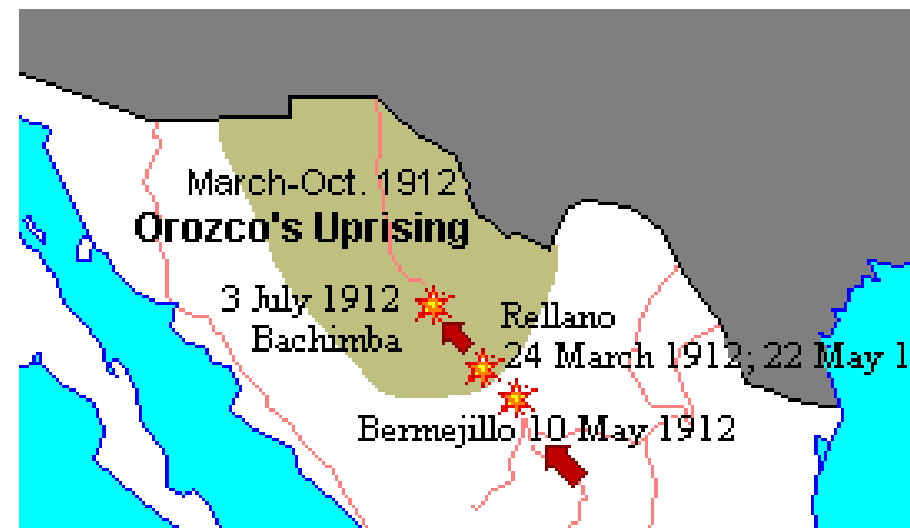 March-Oct. 1912
Orozco's Uprising
3 July 1912
Bachimba
Rellano
24 March 1912; 22 May 1
Bermejillo 10 May 1912